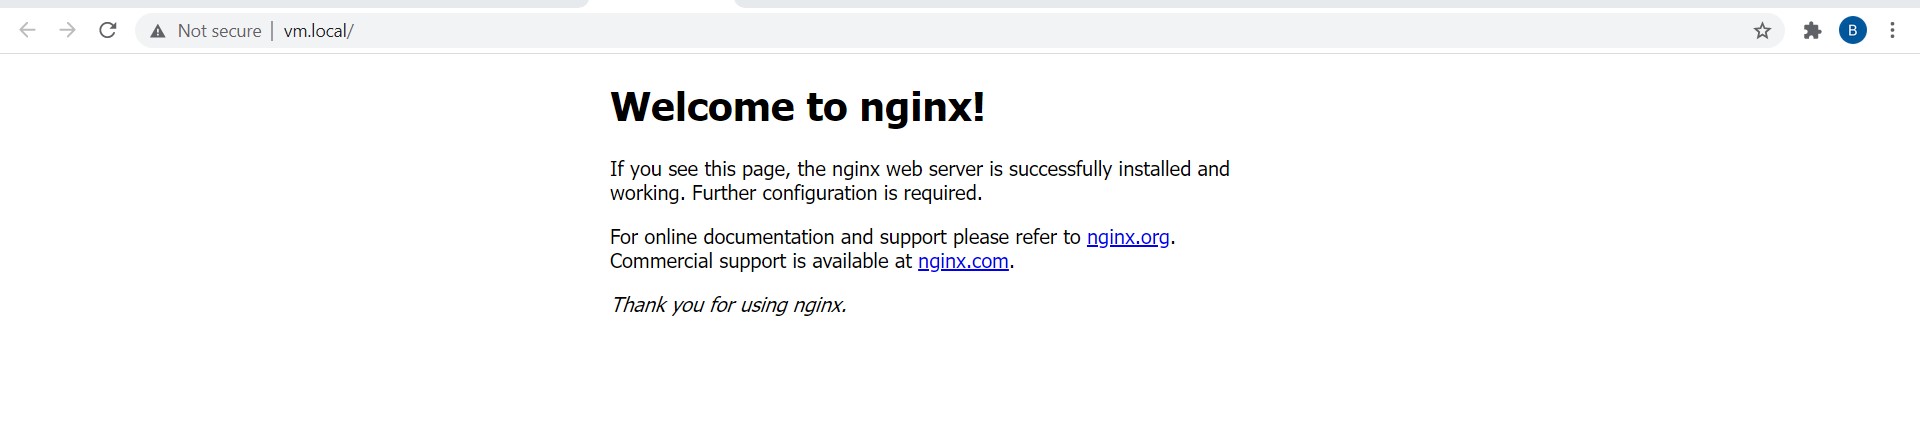 Not secure | vm.local/
B
Welcome to nginx!
If you see this page, the nginx web server is successfully installed and
working. Further configuration is required.
For online documentation and support please refer to nginx.org.
Commercial support is available at nginx.com.
Thank you for using nginx.